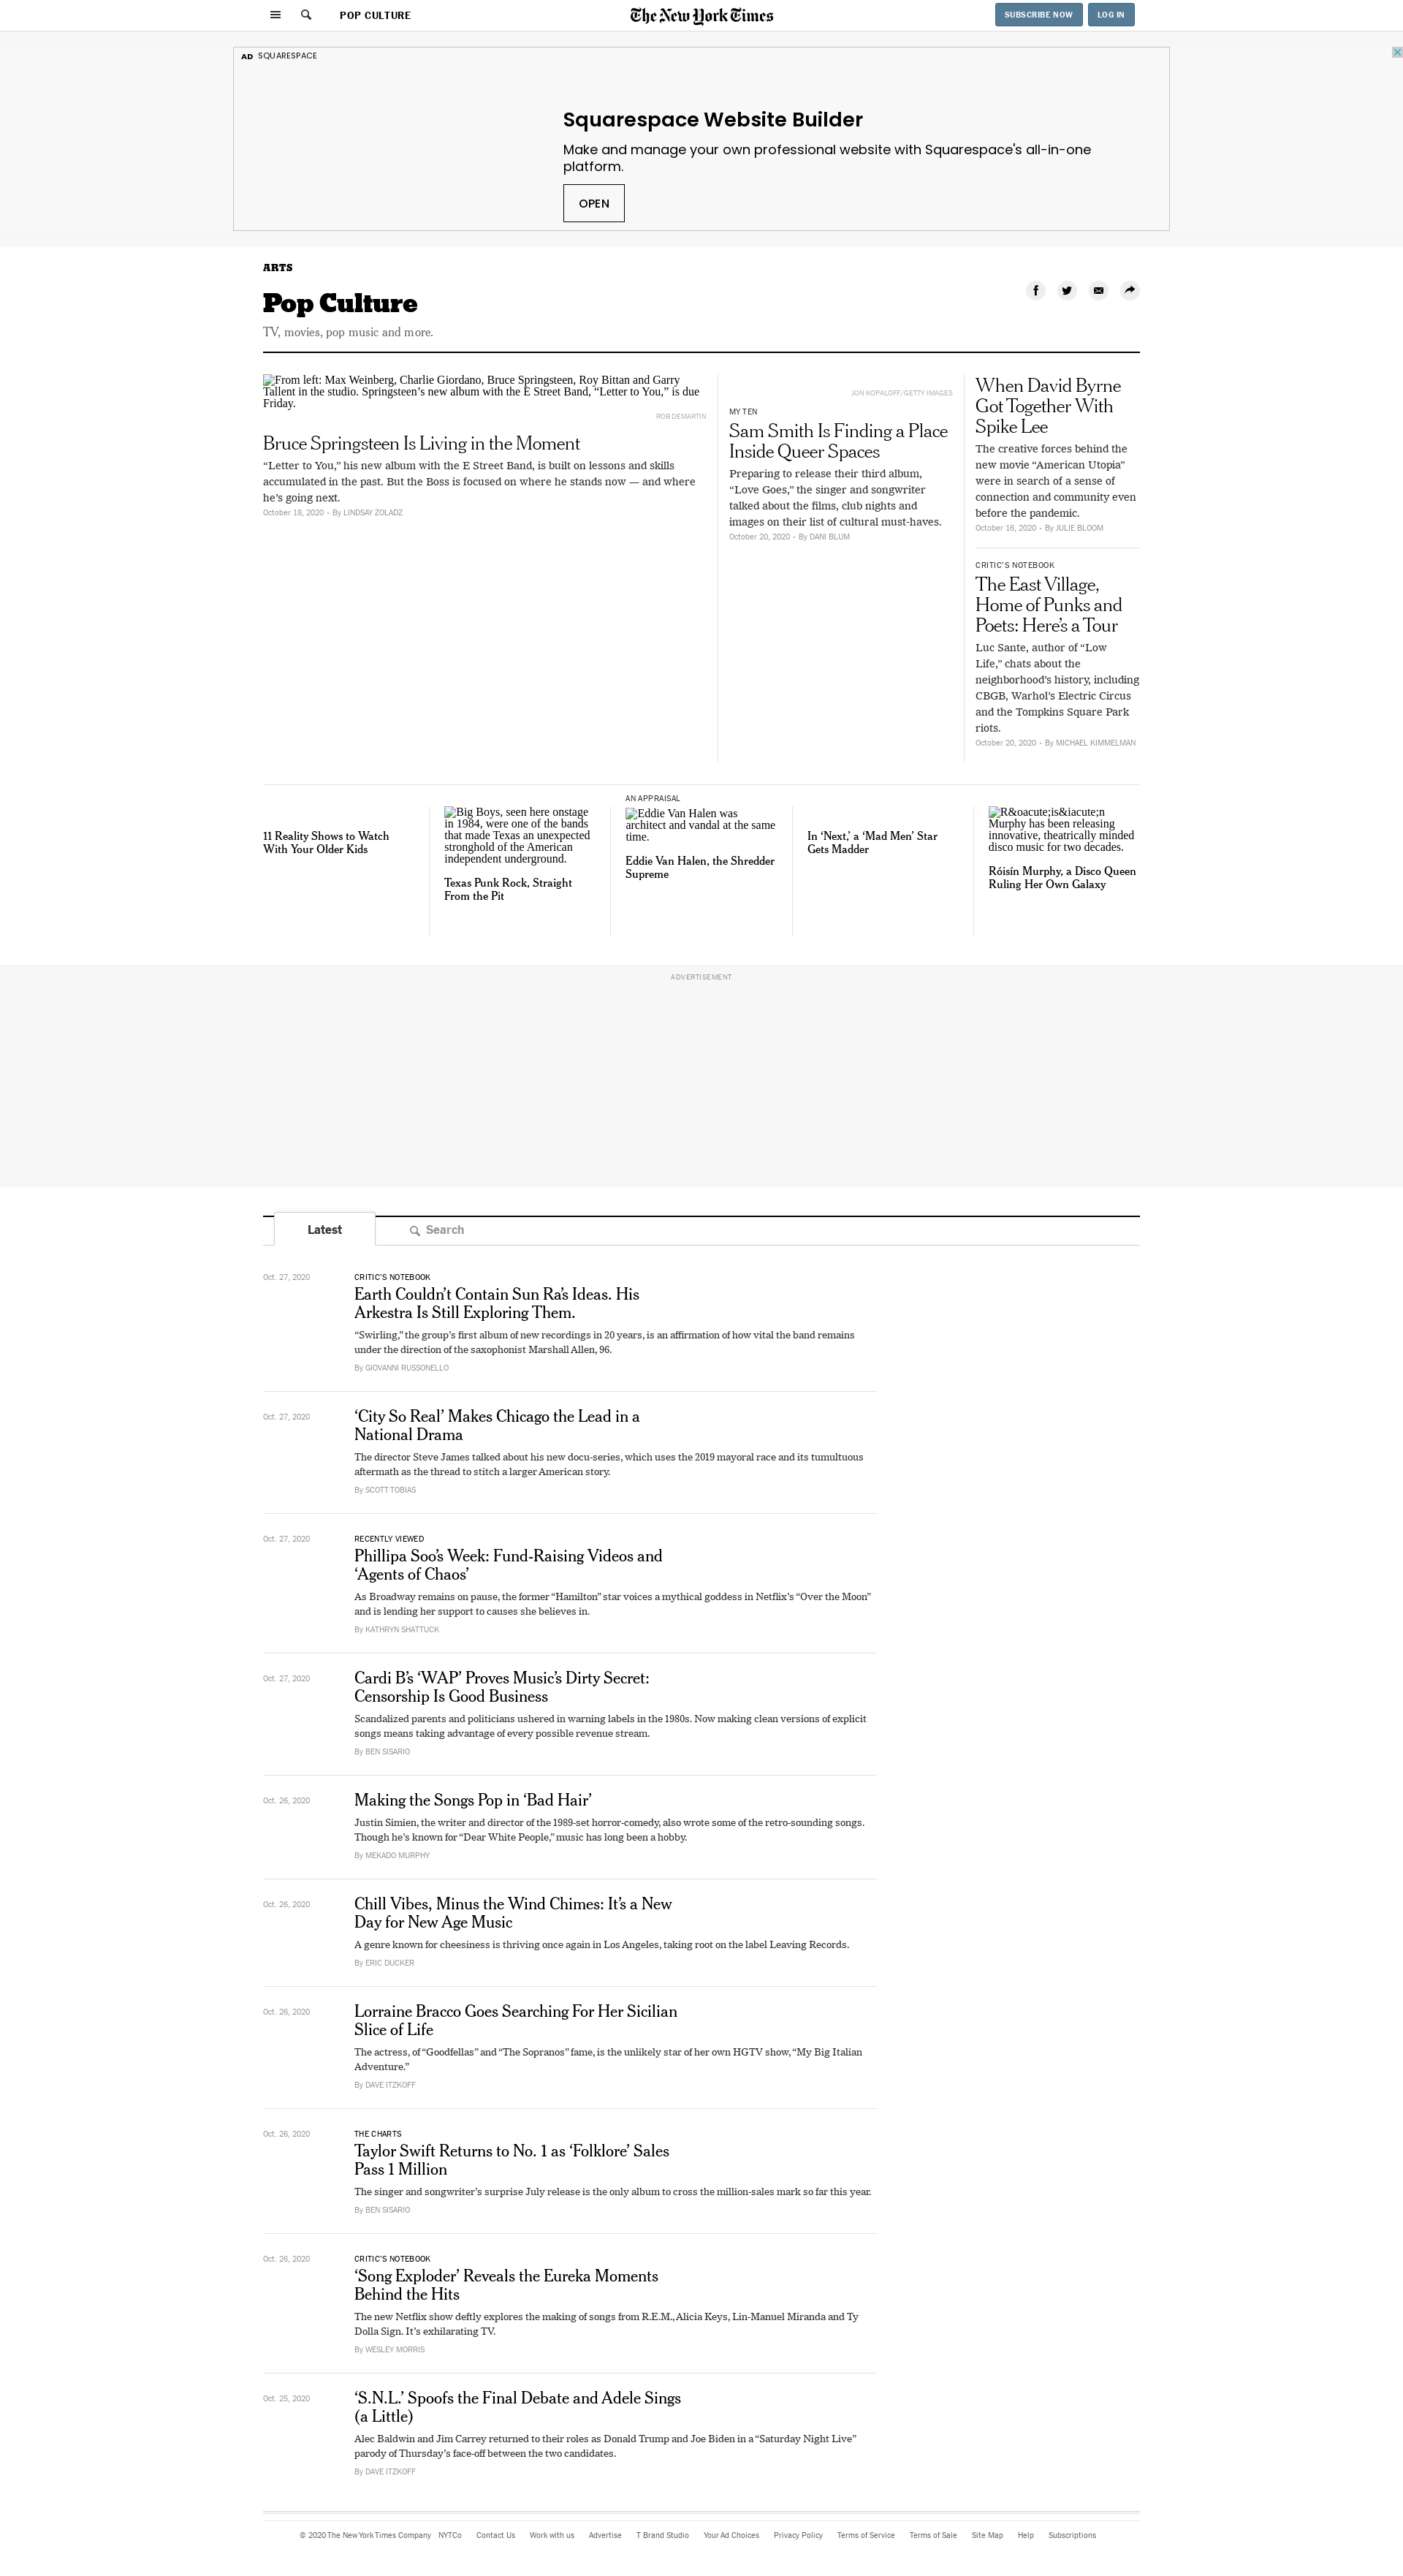 POP CULTURE
The New York Times
SUBSCRIBE NOW
LOG IN
AD SQUARESPACE
Squarespace Website Builder
Make and manage your own professional website with Squarespace's all-in-one
platform.
OPEN
ARTS
Pop Culture
TV, movies, pop music and more.
From left: Max Weinberg, Charlie Giordano, Bruce Springsteen, Roy Bittan and Garry
Tallent in the studio. Springsteen’s new album with the E Street Band, “Letter to You,” is due
Friday.
ROB DEMARTIN
Bruce Springsteen Is Living in the Moment
“Letter to You,” his new album with the E Street Band, is built on lessons and skills
accumulated in the past. But the Boss is focused on where he stands now — and where
he’s going next.
October 18, 2020 • By LINDSAY ZOLADZ
JON KOPALOFF/GETTY IMAGES
MY TEN
Sam Smith Is Finding a Place
Inside Queer Spaces
Preparing to release their third album,
“Love Goes,” the singer and songwriter
talked about the films, club nights and
images on their list of cultural must-haves.
October 20, 2020 • By DANI BLUM
When David Byrne
Got Together With
Spike Lee
The creative forces behind the
new movie “American Utopia”
were in search of a sense of
connection and community even
before the pandemic.
October 16, 2020 • By JULIE BLOOM
CRITIC’S NOTEBOOK
The East Village,
Home of Punks and
Poets: Here’s a Tour
Luc Sante, author of “Low
Life,” chats about the
neighborhood’s history, including
CBGB, Warhol’s Electric Circus
and the Tompkins Square Park
riots.
October 20, 2020 • By MICHAEL KIMMELMAN
11 Reality Shows to Watch
With Your Older Kids
Big Boys, seen here onstage
in 1984, were one of the bands
that made Texas an unexpected
stronghold of the American
independent underground.
Texas Punk Rock, Straight
From the Pit
AN APPRAISAL
Eddie Van Halen was
architect and vandal at the same
time.
Eddie Van Halen, the Shredder
Supreme
In ‘Next,’ a ‘Mad Men’ Star
Gets Madder
R&oacute;is&iacute;n
Murphy has been releasing
innovative, theatrically minded
disco music for two decades.
Róisín Murphy, a Disco Queen
Ruling Her Own Galaxy
ADVERTISEMENT
Latest
Search
Oct. 27, 2020
CRITIC’S NOTEBOOK
Earth Couldn’t Contain Sun Ra’s Ideas. His
Arkestra Is Still Exploring Them.
“Swirling,” the group’s first album of new recordings in 20 years, is an affirmation of how vital the band remains
under the direction of the saxophonist Marshall Allen, 96.
By GIOVANNI RUSSONELLO
Oct. 27, 2020
‘City So Real’ Makes Chicago the Lead in a
National Drama
The director Steve James talked about his new docu-series, which uses the 2019 mayoral race and its tumultuous
aftermath as the thread to stitch a larger American story.
By SCOTT TOBIAS
Oct. 27, 2020
RECENTLY VIEWED
Phillipa Soo’s Week: Fund-Raising Videos and
‘Agents of Chaos’
As Broadway remains on pause, the former “Hamilton” star voices a mythical goddess in Netflix’s “Over the Moon”
and is lending her support to causes she believes in.
By KATHRYN SHATTUCK
Oct. 27, 2020
Cardi B’s ‘WAP’ Proves Music’s Dirty Secret:
Censorship Is Good Business
Scandalized parents and politicians ushered in warning labels in the 1980s. Now making clean versions of explicit
songs means taking advantage of every possible revenue stream.
By BEN SISARIO
Oct. 26, 2020
Making the Songs Pop in ‘Bad Hair’
Justin Simien, the writer and director of the 1989-set horror-comedy, also wrote some of the retro-sounding songs.
Though he’s known for “Dear White People,” music has long been a hobby.
By MEKADO MURPHY
Oct. 26, 2020
Chill Vibes, Minus the Wind Chimes: It’s a New
Day for New Age Music
A genre known for cheesiness is thriving once again in Los Angeles, taking root on the label Leaving Records.
By ERIC DUCKER
Oct. 26, 2020
Lorraine Bracco Goes Searching For Her Sicilian
Slice of Life
The actress, of “Goodfellas” and “The Sopranos” fame, is the unlikely star of her own HGTV show, “My Big Italian
Adventure.”
By DAVE ITZKOFF
Oct. 26, 2020
THE CHARTS
Taylor Swift Returns to No. 1 as ‘Folklore’ Sales
Pass 1 Million
The singer and songwriter’s surprise July release is the only album to cross the million-sales mark so far this year.
By BEN SISARIO
Oct. 26, 2020
CRITIC’S NOTEBOOK
‘Song Exploder’ Reveals the Eureka Moments
Behind the Hits
The new Netflix show deftly explores the making of songs from R.E.M., Alicia Keys, Lin-Manuel Miranda and Ty
Dolla Sign. It’s exhilarating TV.
By WESLEY MORRIS
Oct. 25, 2020
‘S.N.L.’ Spoofs the Final Debate and Adele Sings
(a Little)
Alec Baldwin and Jim Carrey returned to their roles as Donald Trump and Joe Biden in a “Saturday Night Live”
parody of Thursday’s face-off between the two candidates.
By DAVE ITZKOFF
© 2020 The New York Times Company NYTCo Contact Us Work with us Advertise T Brand Studio Your Ad Choices Privacy Policy Terms of Service Terms of Sale Site Map Help Subscriptions